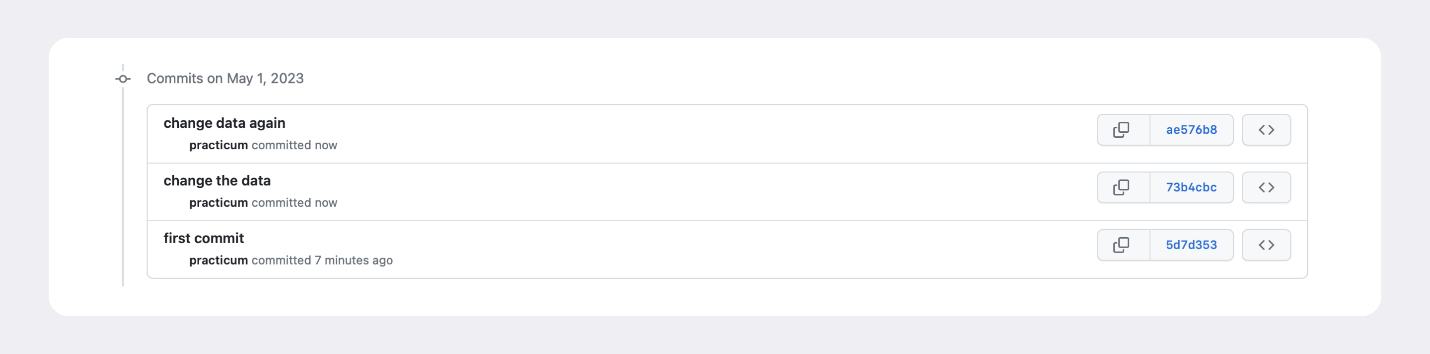 Commits on May 1, 2023
change data again
practicum committed now
ae576b8
change the data
practicum committed now
73b4cbc
first commit
practicum committed 7 minutes ago
5d7d353